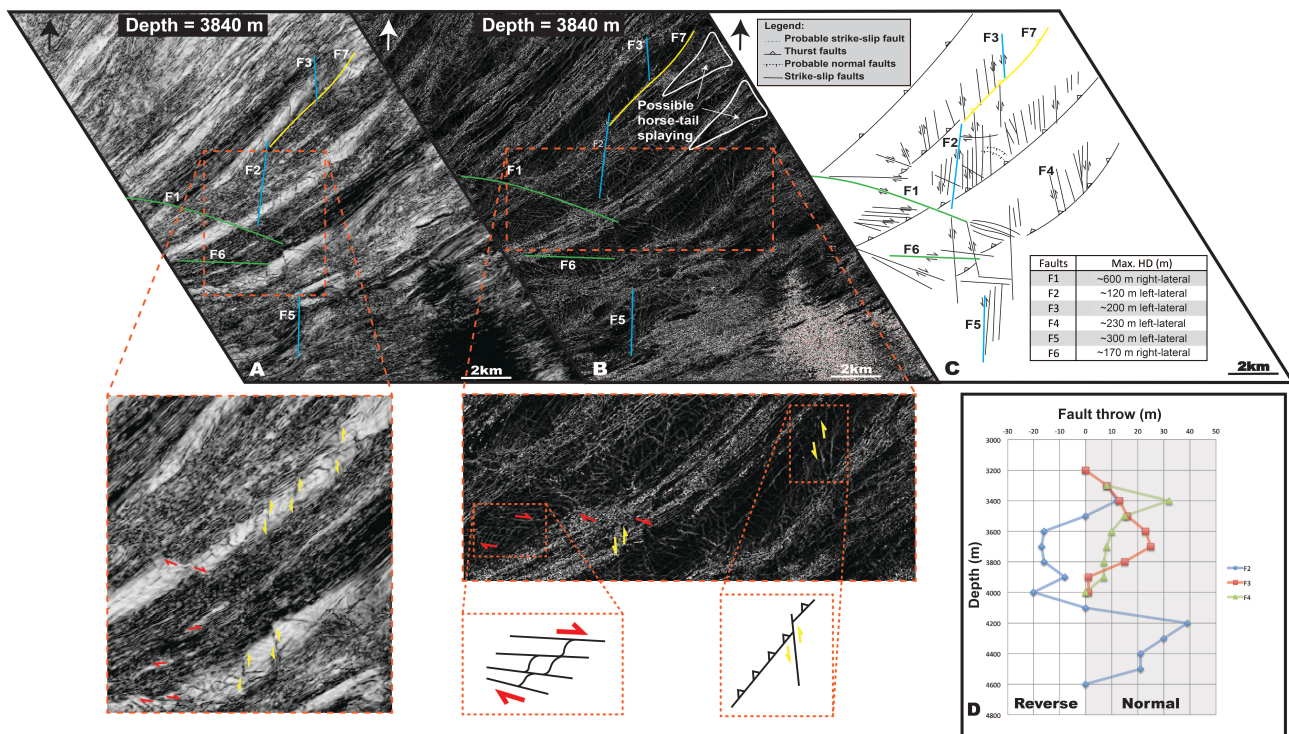 Depth = 3840 m
F3
F7
F2
F1
F6
F5
A
2km
Depth = 3840 m
F3
F7
Possible
horse-tail
splaying
F2
F1
F6
F5
B
2km
Legend:
Probable strike-slip fault
Thurst faults
Probable normal faults
Strike-slip faults
F3
F7
F2
F4
F1
F6
F5
Faults Max. HD (m)
F1 ~600 m right-lateral
F2 ~120 m left-lateral
F3 ~200 m left-lateral
F4 ~230 m left-lateral
F5 ~300 m left-lateral
F6 ~170 m right-lateral
C
2km
Fault throw (m)
-30 -20 -10 0 10 20 30 40 50
Depth (m)
3000
3200
3400
3600
3800
4000
4200
4400
4600
4800
F2
F3
F4
Reverse
Normal
D